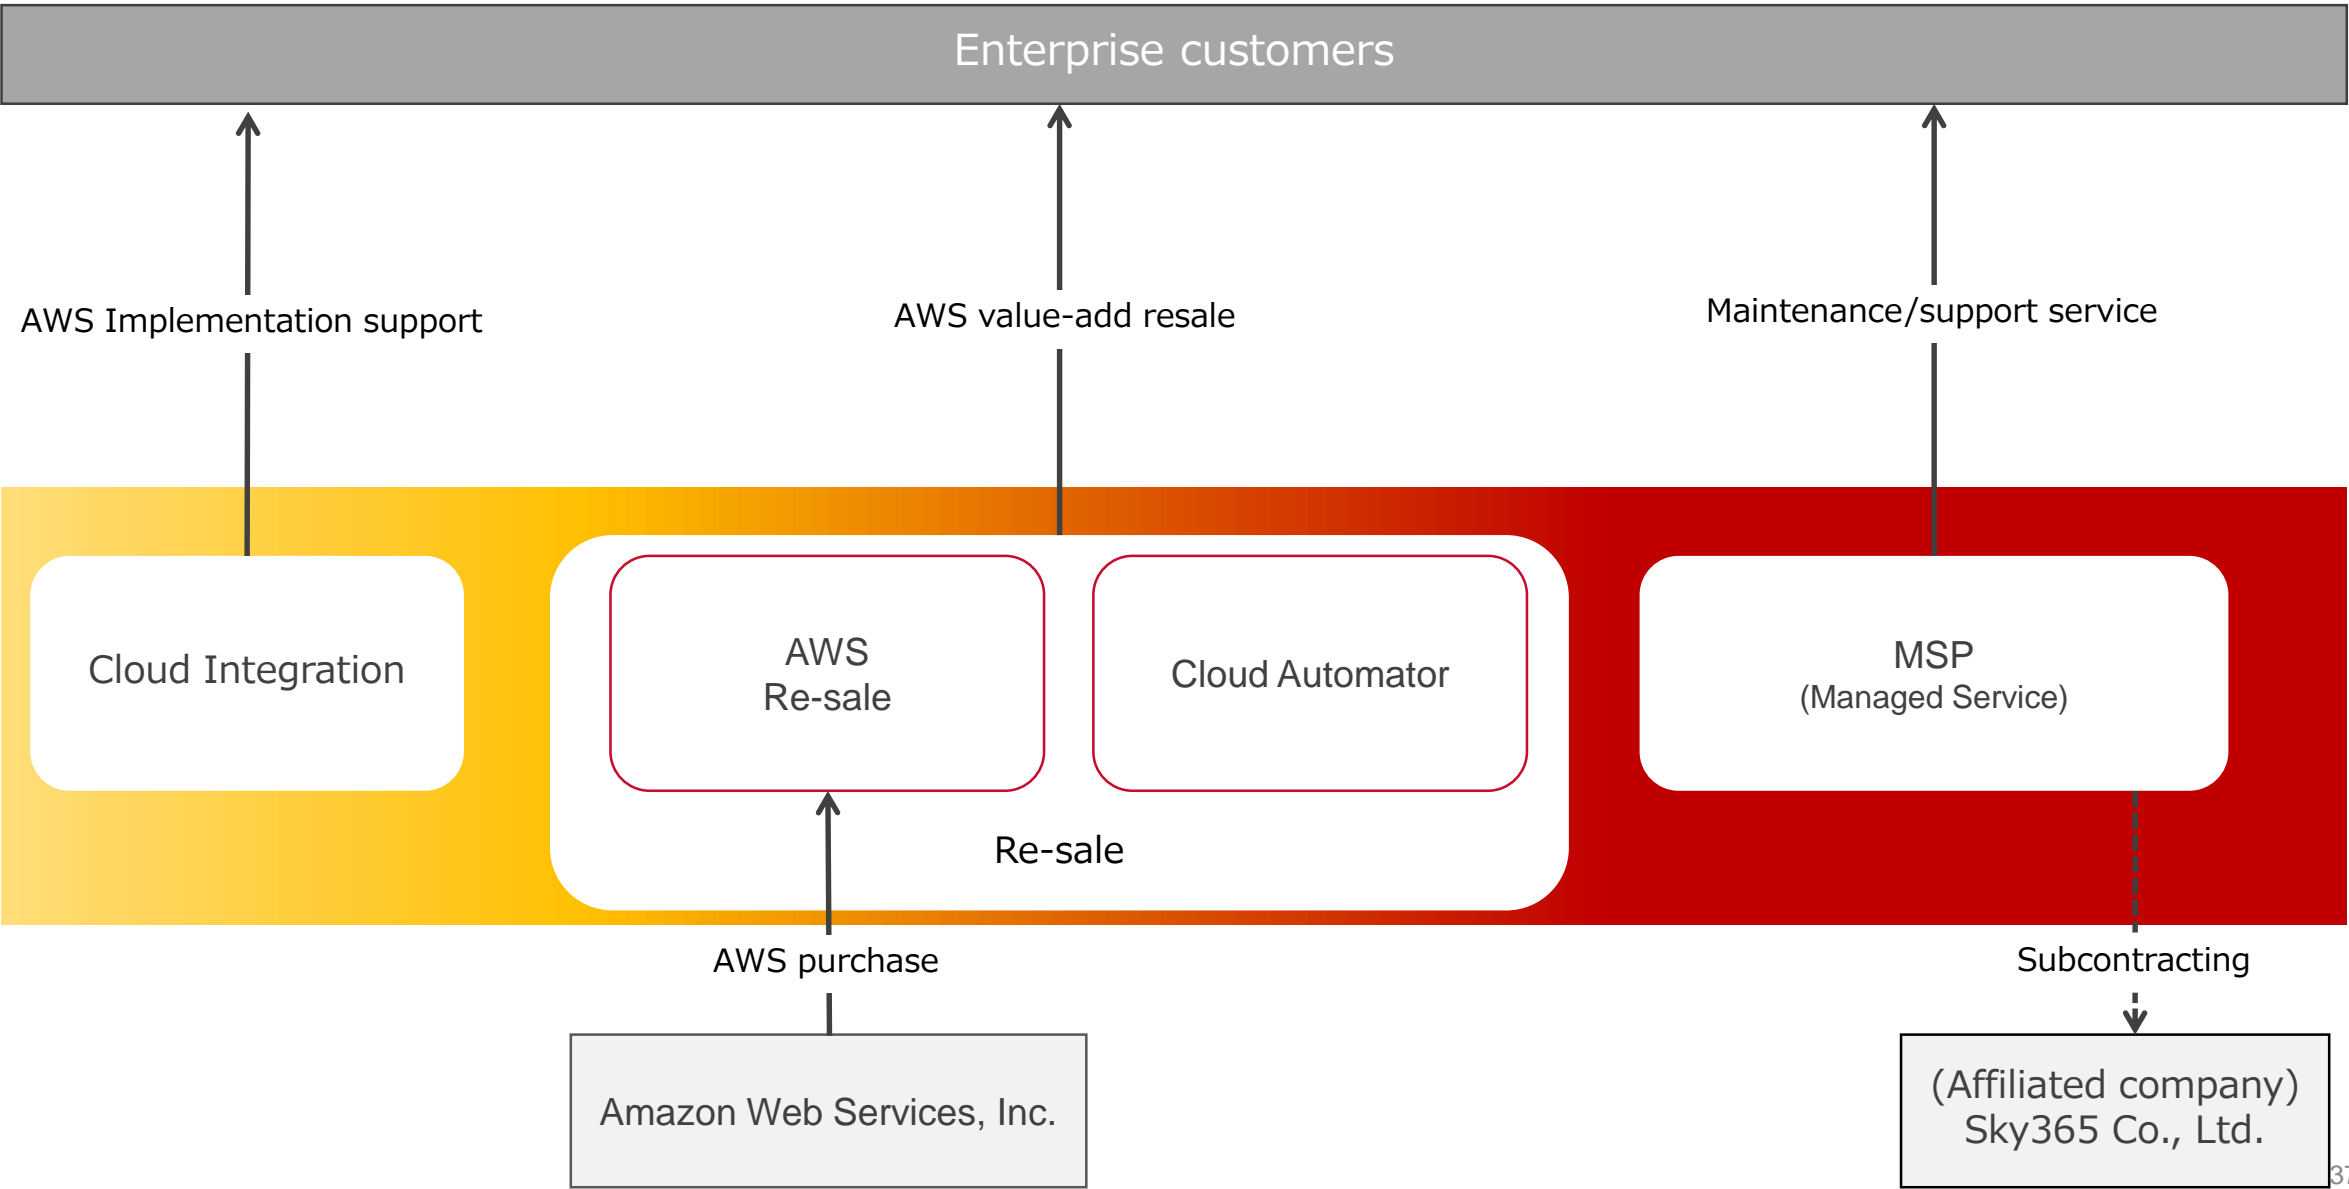 Enterprise customers
AWS Implementation support
AWS value-add resale
Maintenance/support service
Cloud Integration
AWS
Re-sale
Cloud Automator
MSP
(Managed Service)
Re-sale
AWS purchase
Subcontracting
Amazon Web Services, Inc.
(Affiliated company)
Sky365 Co., Ltd.